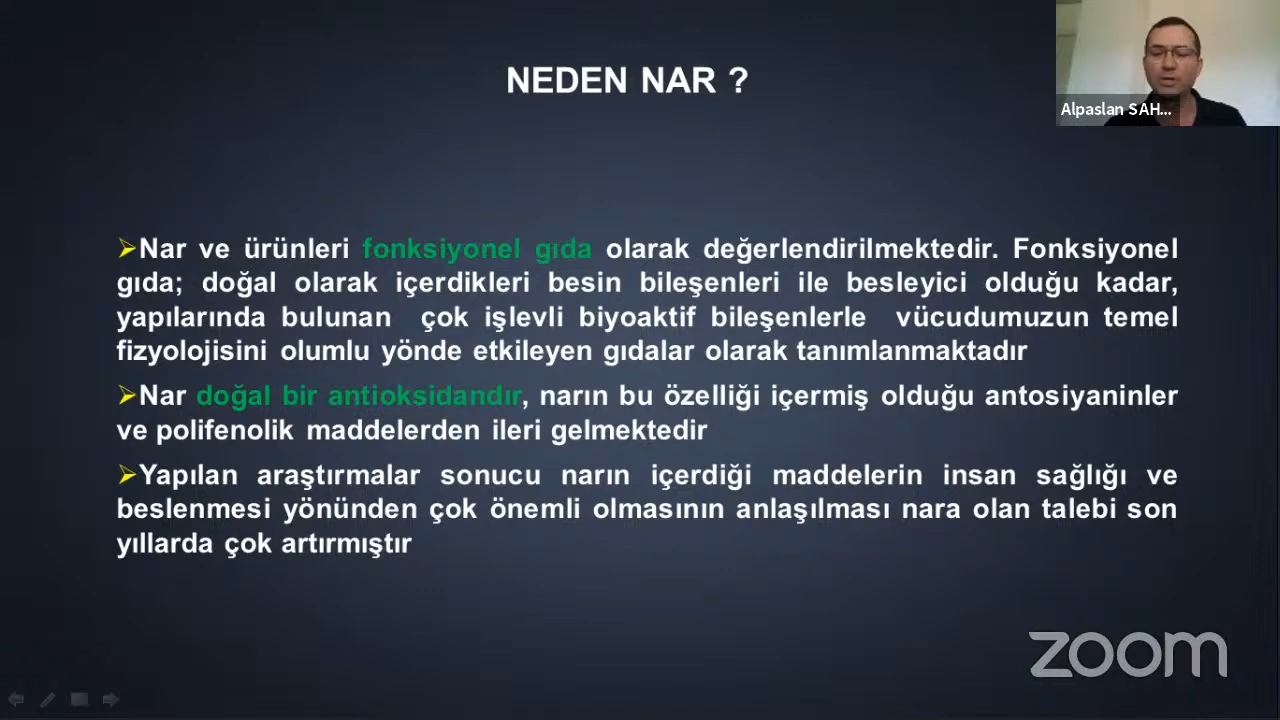 NEDEN NAR ?
Alpaslan SAH...
Nar ve ürünleri fonksiyonel gıda olarak değerlendirilmektedir. Fonksiyonel
gıda; doğal olarak içerdikleri besin bileşenleri ile besleyici olduğu kadar,
yapılarında bulunan çok işlevli biyoaktif bileşenlerle vücudumuzun temel
fizyolojisini olumlu yönde etkileyen gıdalar olarak tanımlanmaktadır
Nar doğal bir antioksidandır, narın bu özelliği içermiş olduğu antosiyaninler
ve polifenolik maddelerden ileri gelmektedir
Yapılan araştırmalar sonucu narın içerdiği maddelerin insan sağlığı ve
beslenmesi yönünden çok önemli olmasının anlaşılması nara olan talebi son
yıllarda çok artırmıştır
zoom